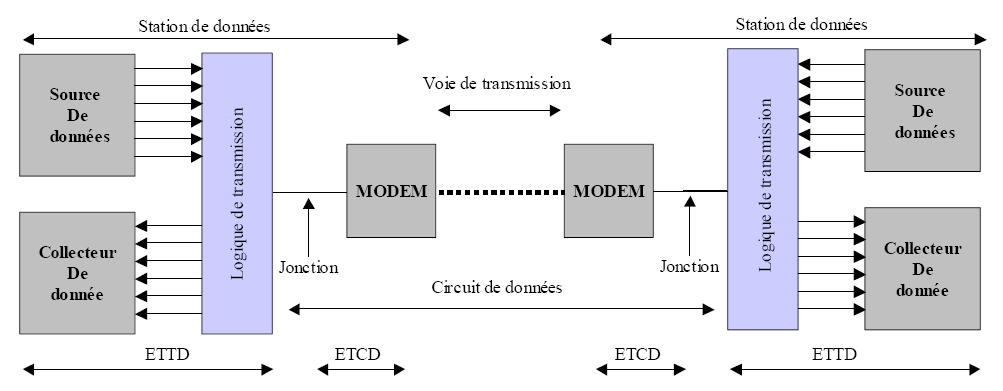 Station de données
Station de données
Source
De
données
Logique de transmission
Voie de transmission
Logique de transmission
Source
De
données
MODEM
MODEM
Collecteur
De
donnée
Jonction
Circuit de données
Jonction
Collecteur
De
donnée
ETTD
ETCD
ETCD
ETTD